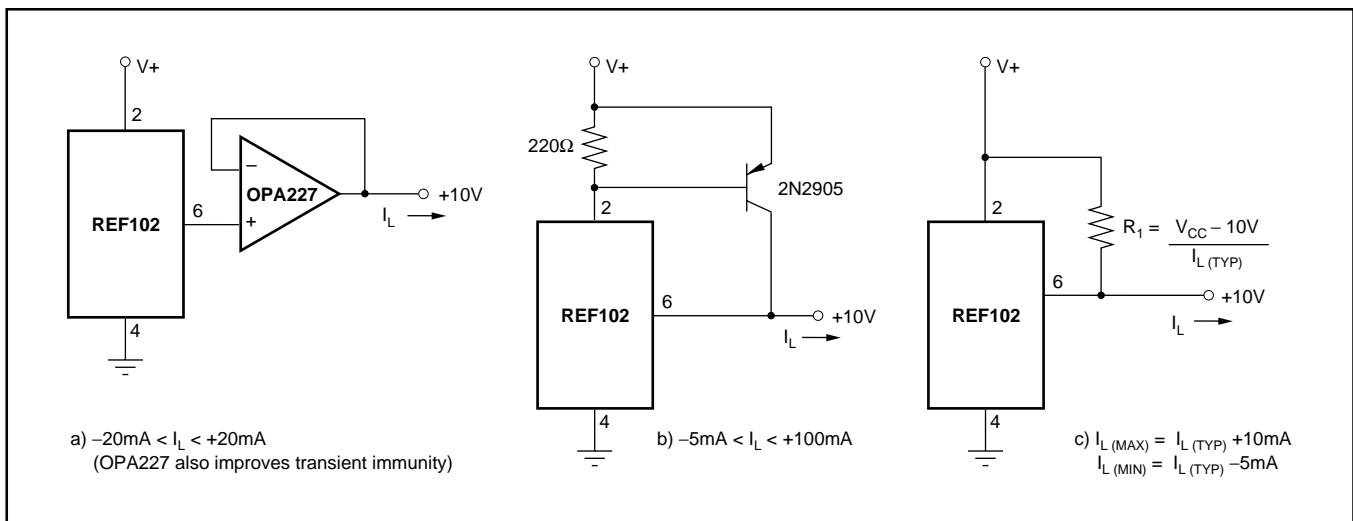 V+
2
REF102
6
4
−
+
OPA227
+10V
I_L
a) –20mA < I_L < +20mA
(OPA227 also improves transient immunity)
V+
220Ω
2N2905
2
REF102
6
4
+10V
I_L
b) –5mA < I_L < +100mA
V+
2
R_1 = V_CC – 10V
I_L (TYP)
REF102
6
4
+10V
I_L
c) I_L (MAX) = I_L (TYP) +10mA
I_L (MIN) = I_L (TYP) –5mA